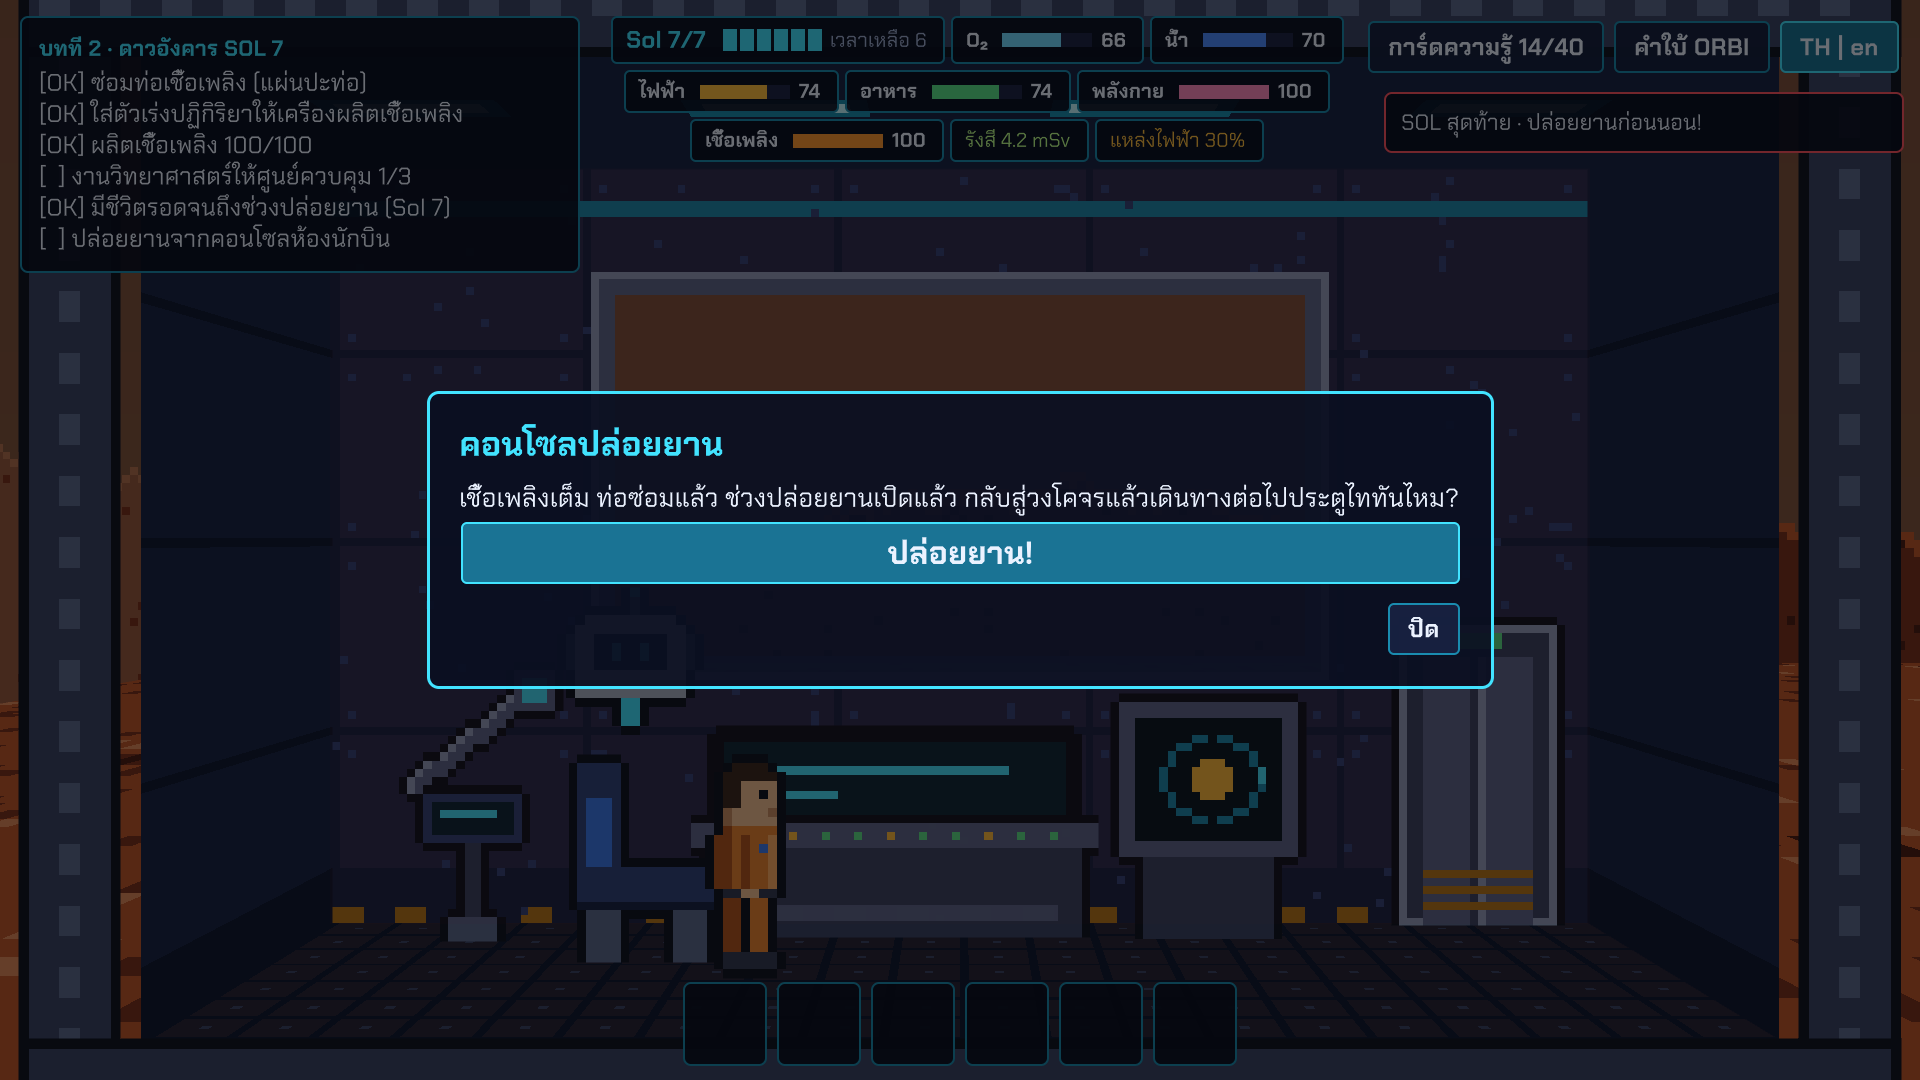 บทที่ 2 · ดาวอังคาร SOL 7
[OK] ซ่อมท่อเชื้อเพลิง (แผ่นปะท่อ)
[OK] ใส่ตัวเร่งปฏิกิริยาให้เครื่องผลิตเชื้อเพลิง
[OK] ผลิตเชื้อเพลิง 100/100
[ ] งานวิทยาศาสตร์ให้ศูนย์ควบคุม 1/3
[OK] มีชีวิตรอดจนถึงช่วงปล่อยยาน (Sol 7)
[ ] ปล่อยยานจากคอนโซลห้องนักบิน
Sol 7/7 เวลาเหลือ 6
O₂ 66
น้ำ 70
ไฟฟ้า 74
อาหาร 74
พลังกาย 100
เชื้อเพลิง 100
รังสี 4.2 mSv
แหล่งไฟฟ้า 30%
การ์ดความรู้ 14/40
คำใบ้ ORBI
TH | en
SOL สุดท้าย · ปล่อยยานก่อนนอน!
คอนโซลปล่อยยาน
เชื้อเพลิงเต็ม ท่อซ่อมแล้ว ช่วงปล่อยยานเปิดแล้ว กลับสู่วงโคจรแล้วเดินทางต่อไปประตูไททันไหม?
ปล่อยยาน!
ปิด